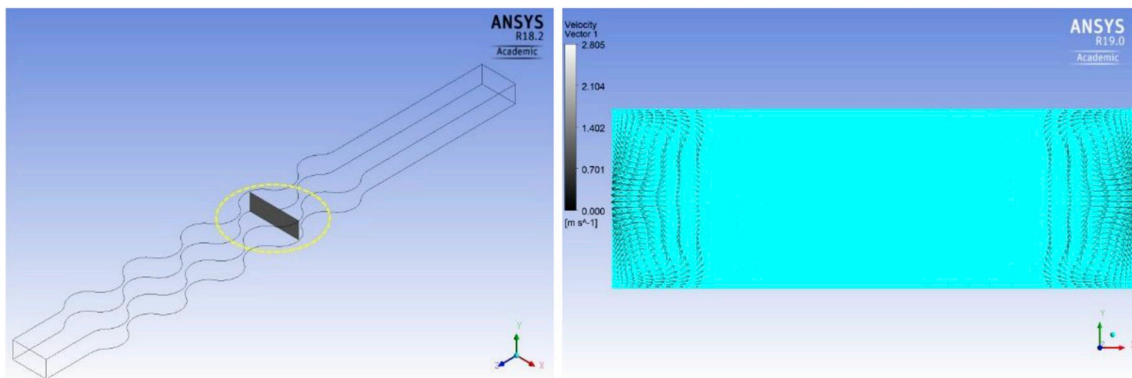 ANSYS
R18.2
Academic
Y
Z
X
Velocity
Vector 1
2.805
2.104
1.402
0.701
0.000
[m s^-1]
ANSYS
R19.0
Academic
Y